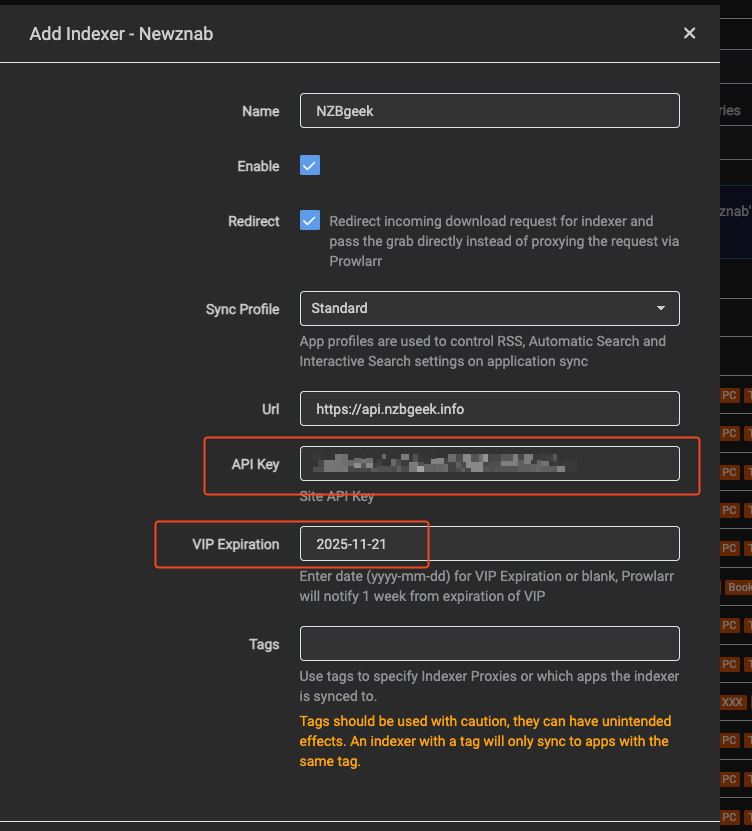 Add Indexer - Newznab
Name
NZBgeek
Enable
Redirect
Redirect incoming download request for indexer and
pass the grab directly instead of proxying the request via
Prowlarr
Sync Profile
Standard
App profiles are used to control RSS, Automatic Search and
Interactive Search settings on application sync
Url
https://api.nzbgeek.info
API Key
Site API Key
VIP Expiration
2025-11-21
Enter date (yyyy-mm-dd) for VIP Expiration or blank, Prowlarr
will notify 1 week from expiration of VIP
Tags
Use tags to specify Indexer Proxies or which apps the indexer
is synced to.
Tags should be used with caution, they can have unintended
effects. An indexer with a tag will only sync to apps with the
same tag.
ries
znab'
PC
PC
PC
PC
PC
Book
PC
PC
XXX
PC
PC
PC